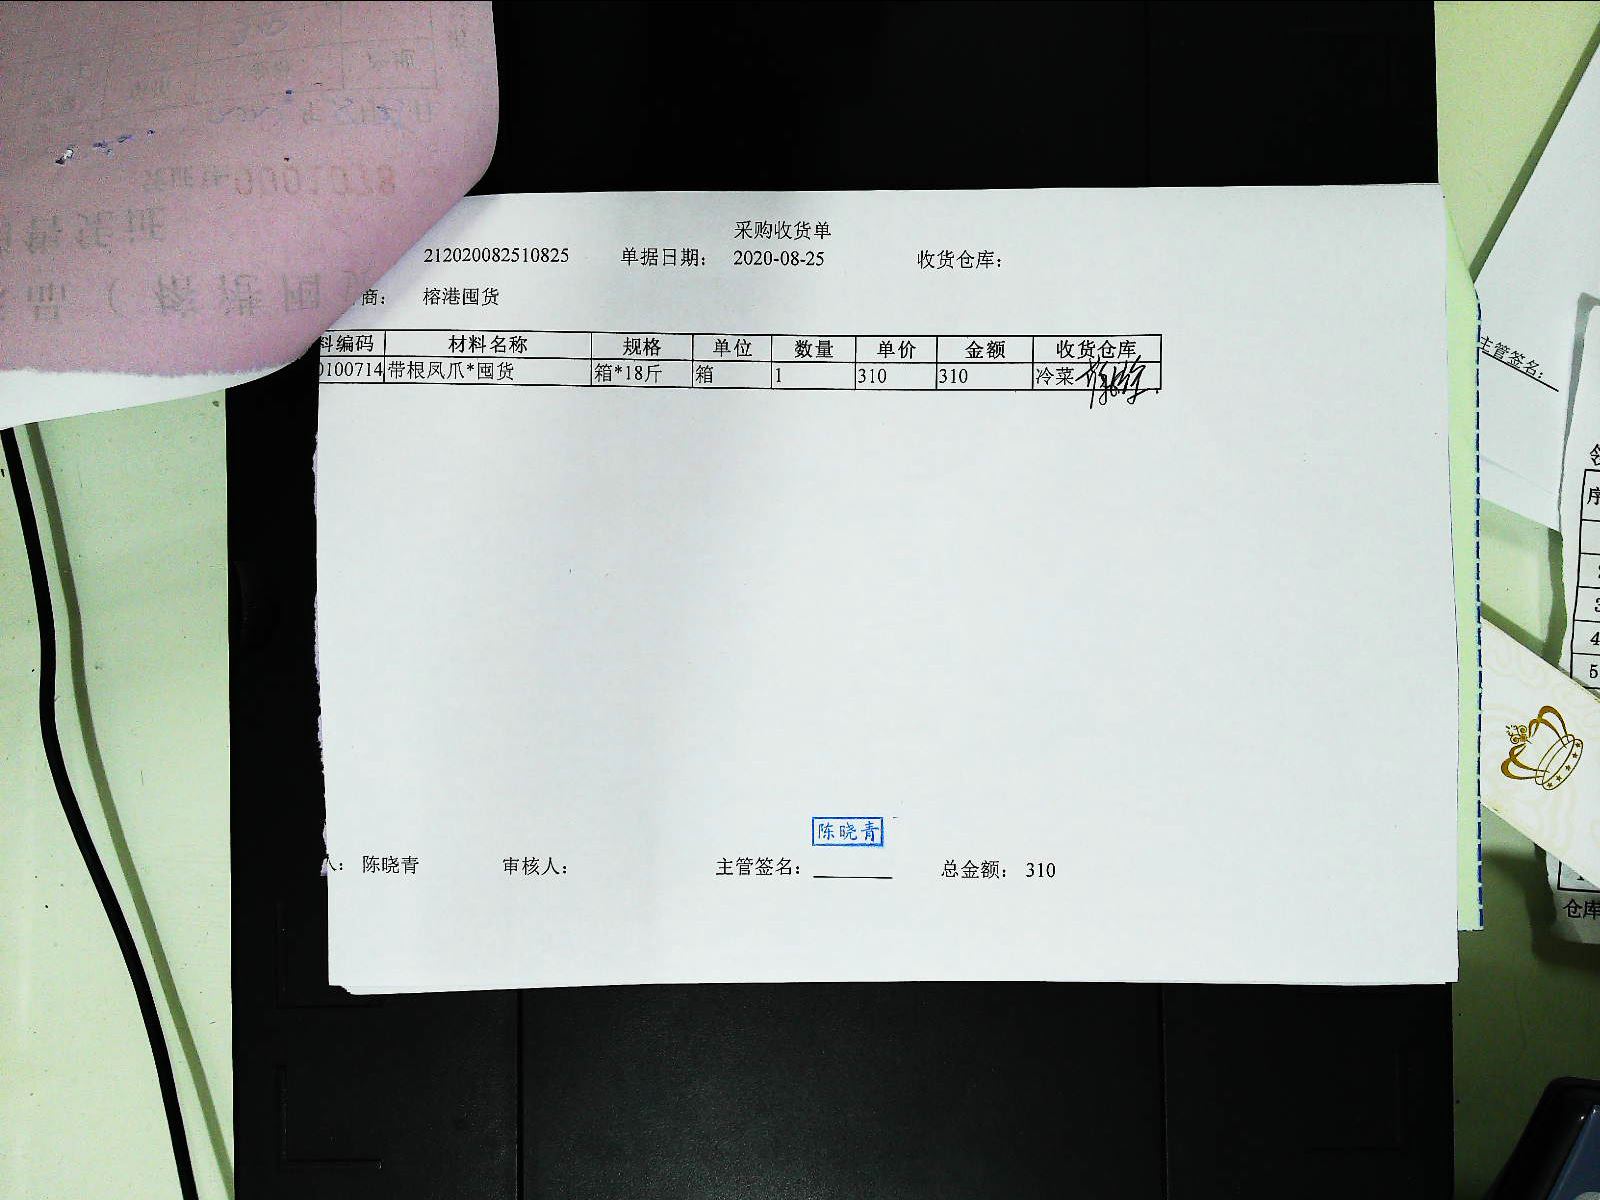 采购收货单
212020082510825 单据日期： 2020-08-25 收货仓库：
商： 榕港囤货
料编码 材料名称 规格 单位 数量 单价 金额 收货仓库
0100714 带根凤爪*囤货 箱*18斤 箱 1 310 310 冷菜
陈晓青
人： 陈晓青 审核人： 主管签名： 总金额： 310
主管签名：
序
3
4
5
仓库